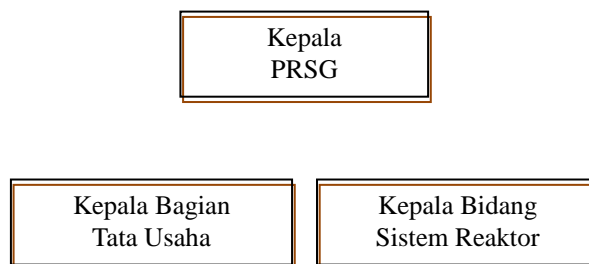 Kepala
PRSG
Kepala Bagian
Tata Usaha
Kepala Bidang
Sistem Reaktor